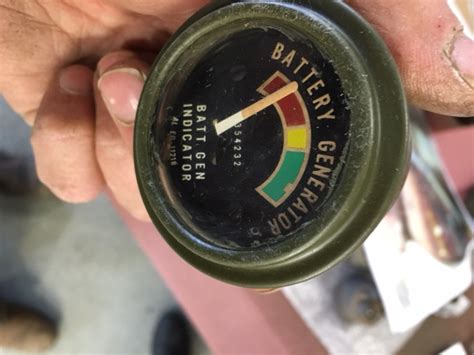 BATTERY GENERATOR
354232
BATT. GEN
INDICATOR